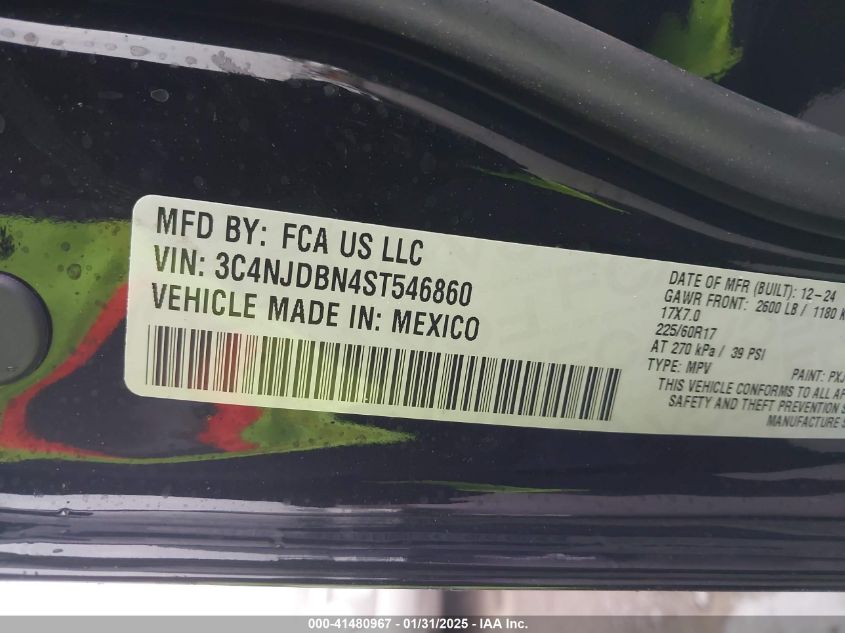 MFD BY: FCA US LLC
VIN: 3C4NJDBN4ST546860
VEHICLE MADE IN: MEXICO
DATE OF MFR (BUILT): 12-24
GAWR FRONT: 2600 LB / 1180 K
17X7.0
225/60R17
AT 270 kPa / 39 PSI
TYPE: MPV
PAINT: PXJ
THIS VEHICLE CONFORMS TO ALL AP
SAFETY AND THEFT PREVENTION S
MANUFACTURE S
000-41480967 - 01/31/2025 - IAA Inc.